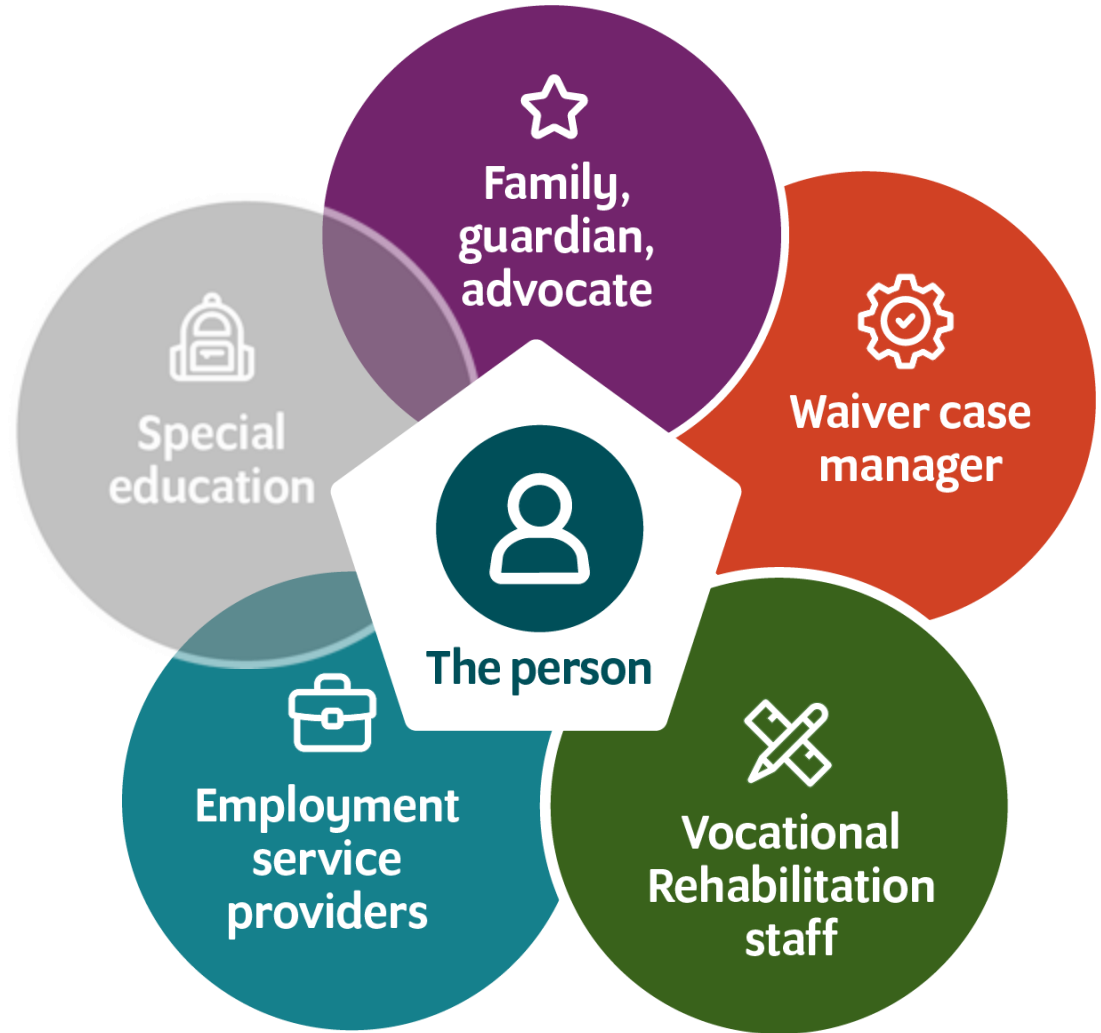 Family,
guardian,
advocate
Waiver case
manager
Vocational
Rehabilitation
staff
Employment
service
providers
Special
education
The person